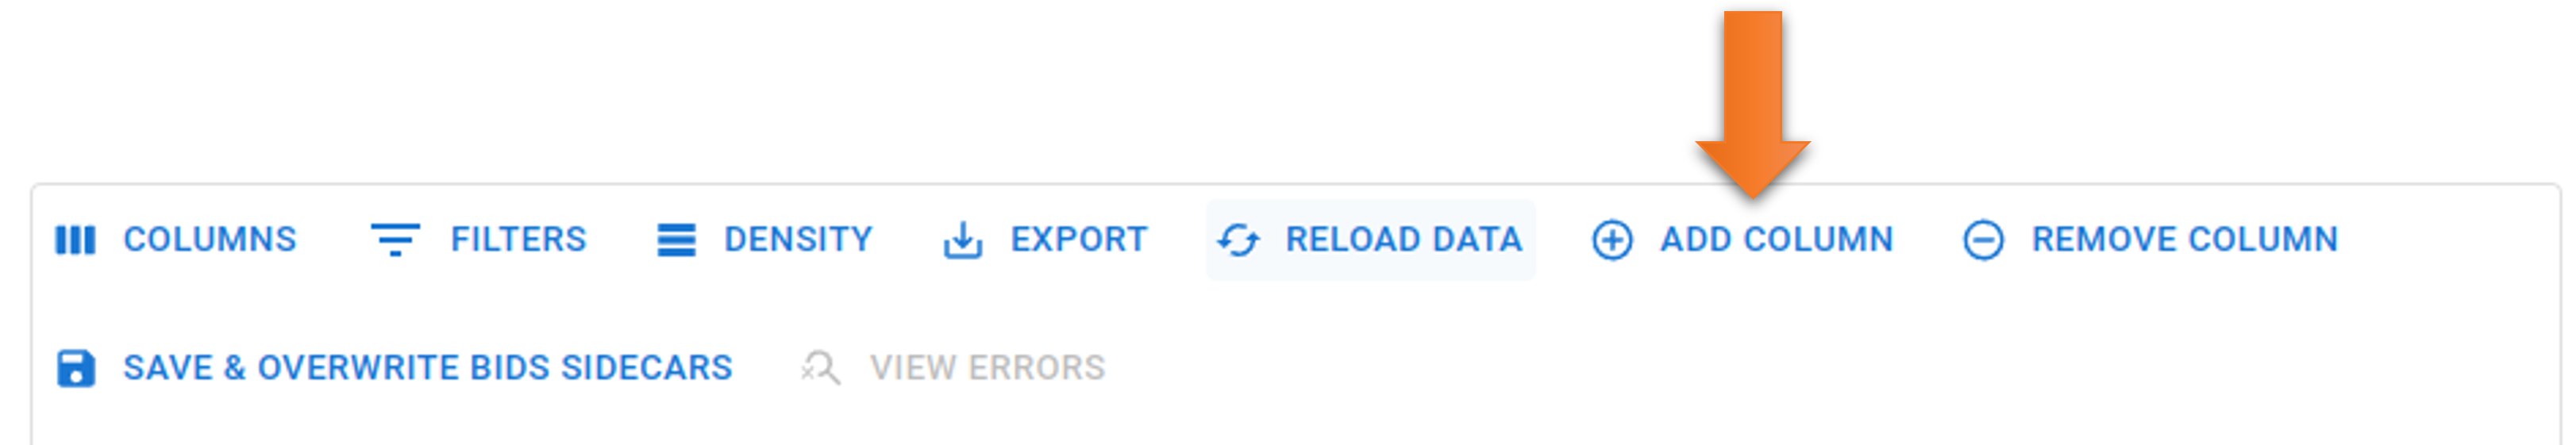 COLUMNS FILTERS DENSITY EXPORT RELOAD DATA ADD COLUMN REMOVE COLUMN
SAVE & OVERWRITE BIDS SIDECARS VIEW ERRORS